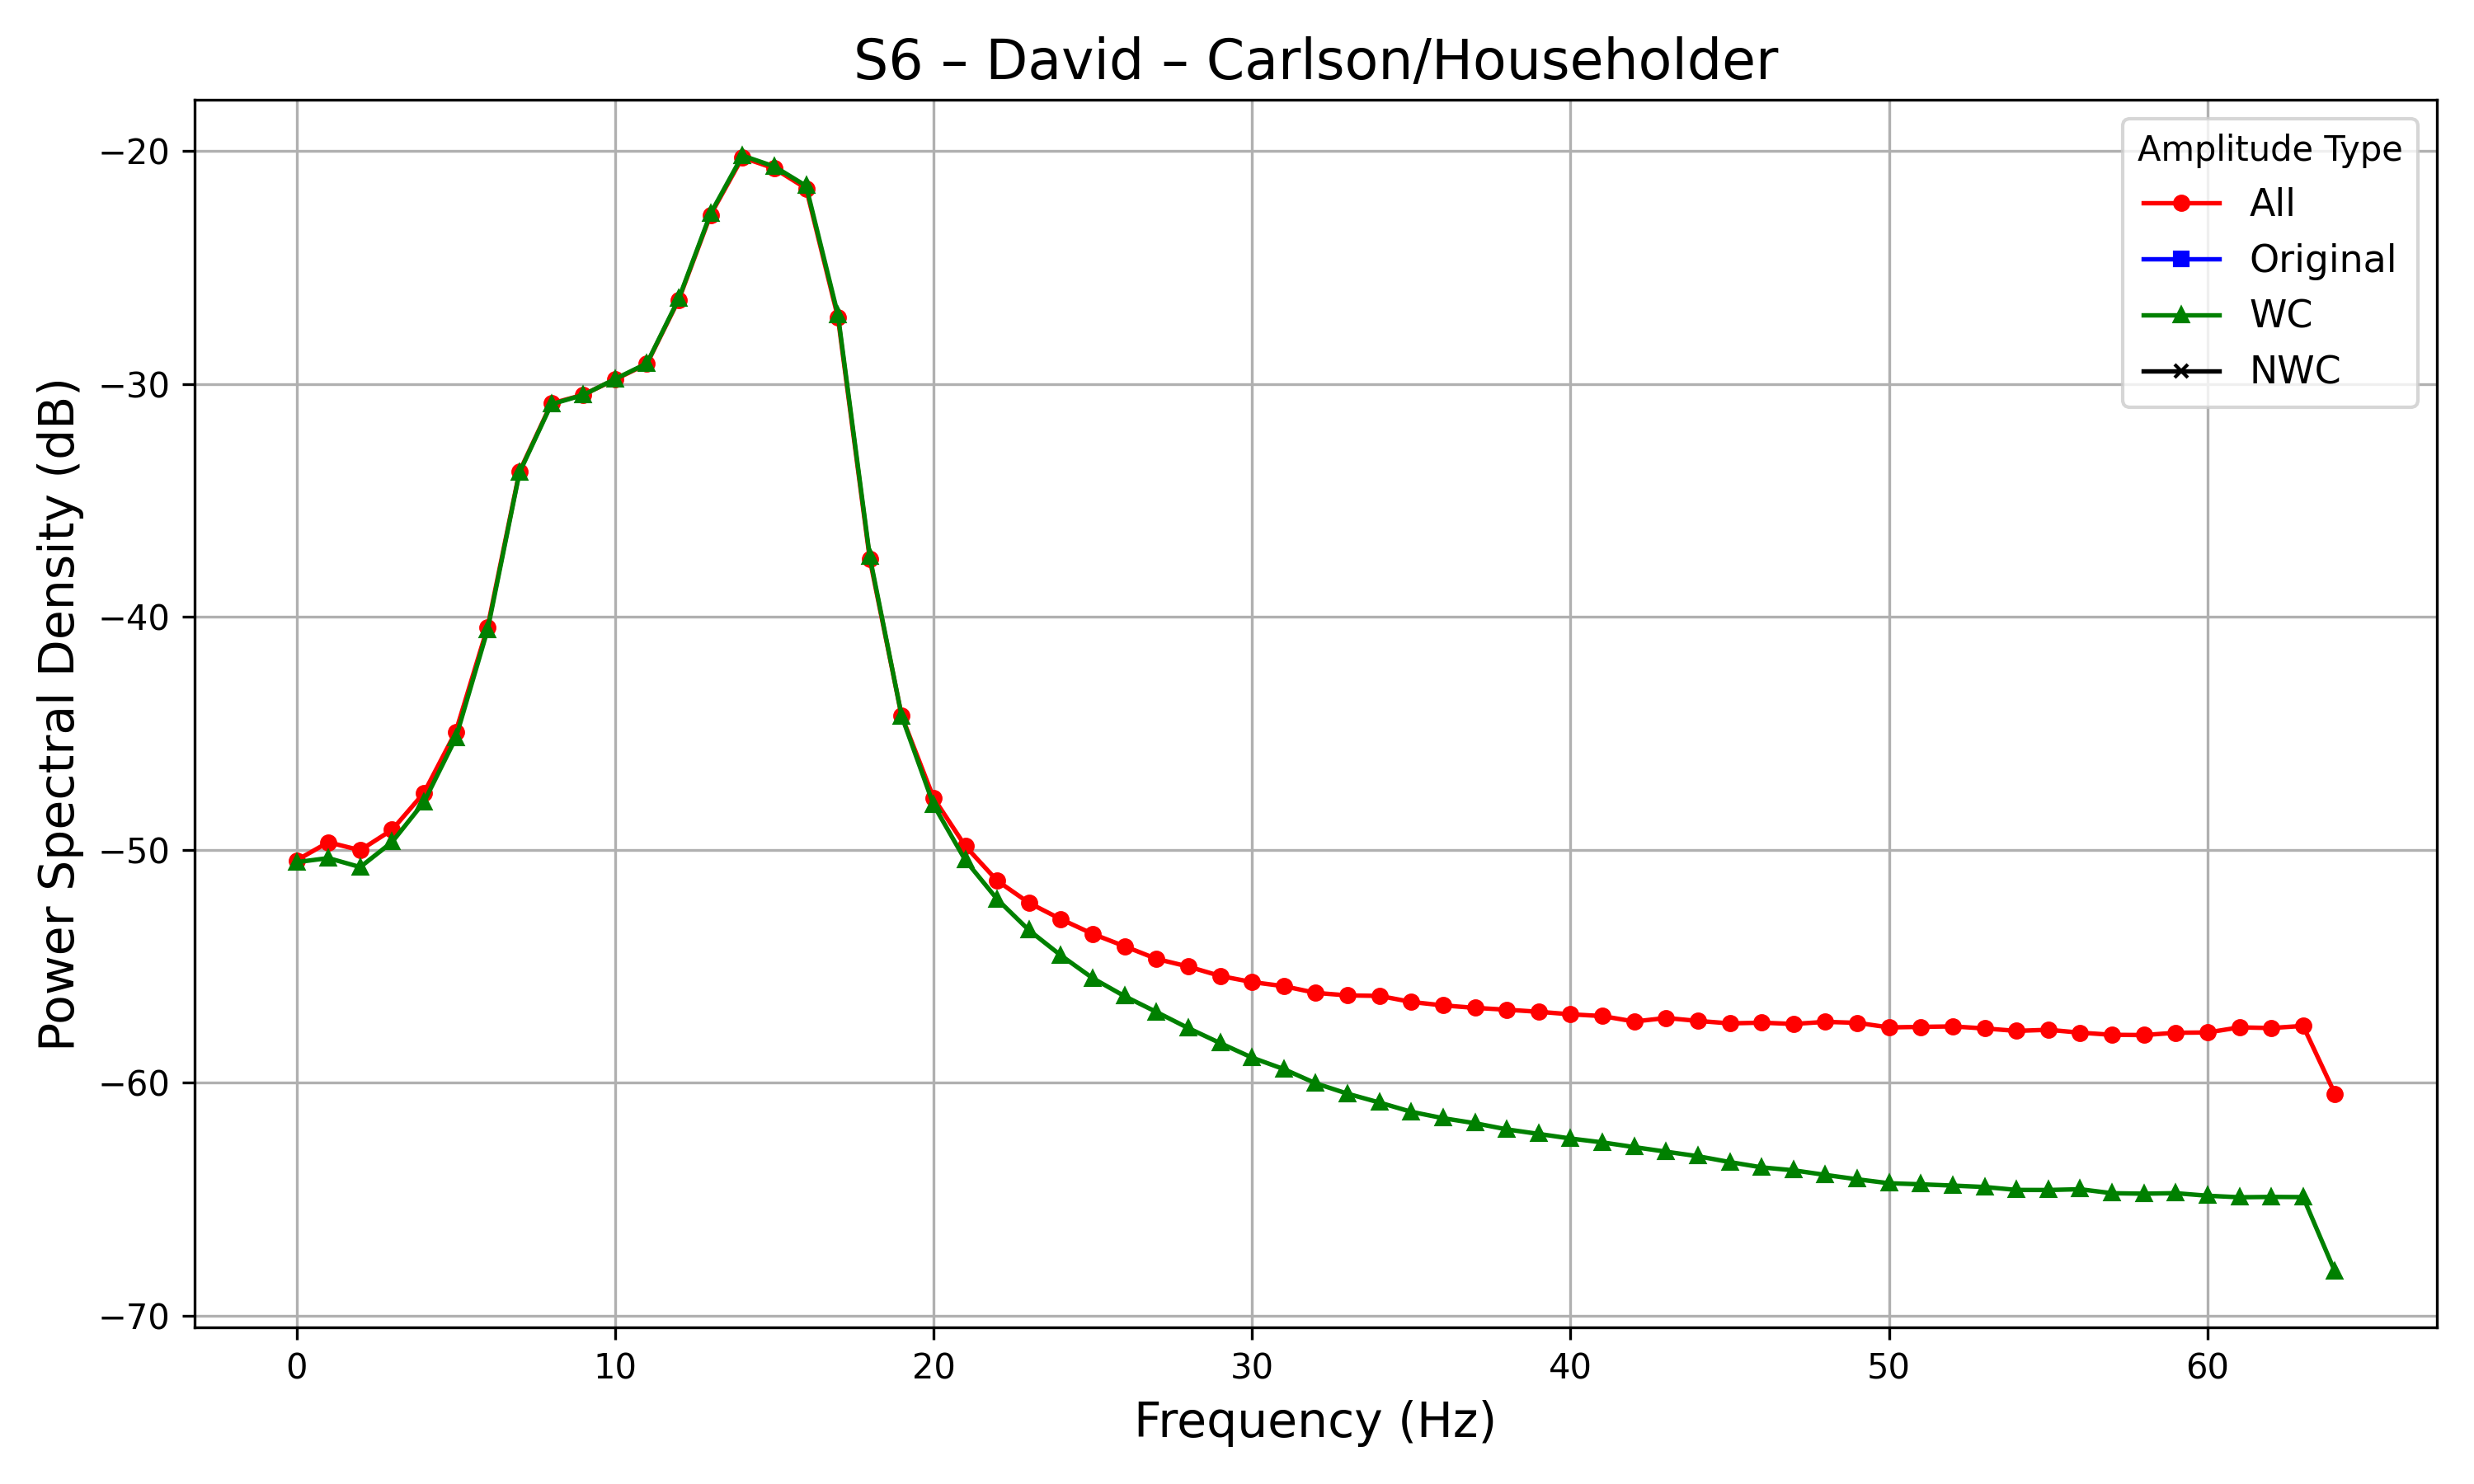 S6 – David – Carlson/Householder
Amplitude Type
All
Original
WC
NWC
Power Spectral Density (dB)
−20
−30
−40
−50
−60
−70
0 10 20 30 40 50 60
Frequency (Hz)